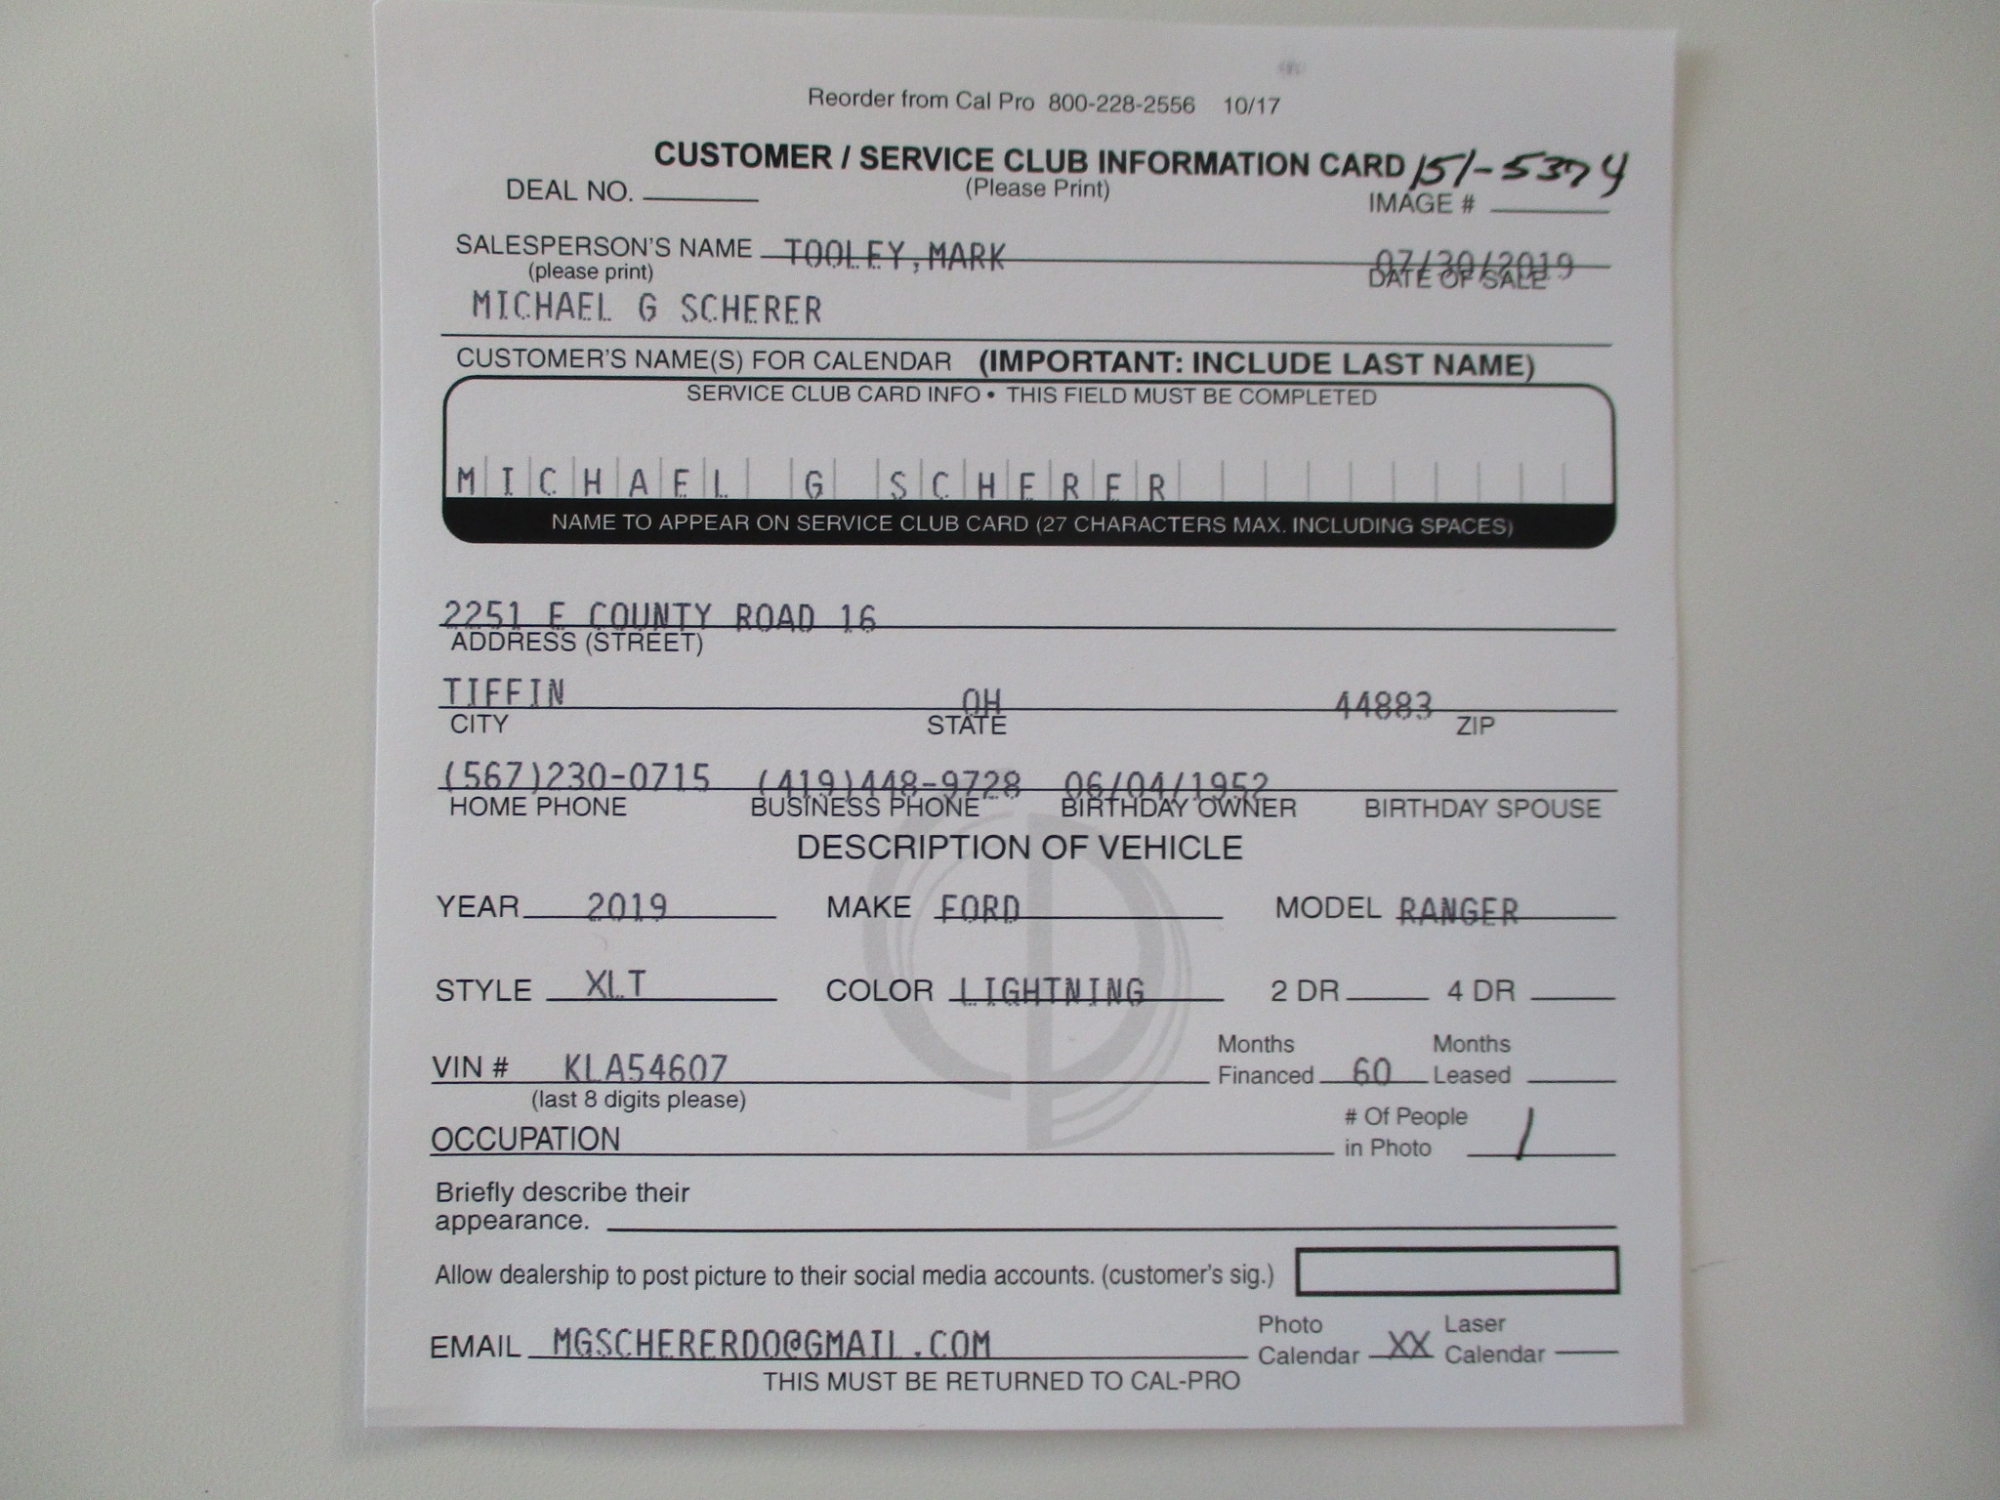 Reorder from Cal Pro 800-228-2556 10/17
CUSTOMER / SERVICE CLUB INFORMATION CARD 151-5374
DEAL NO. (Please Print) IMAGE #
SALESPERSON'S NAME TOOLEY,MARK 07/30/2019
(please print) DATE OF SALE
MICHAEL G SCHERER
CUSTOMER'S NAME(S) FOR CALENDAR (IMPORTANT: INCLUDE LAST NAME)
SERVICE CLUB CARD INFO • THIS FIELD MUST BE COMPLETED
MICHAEL G SCHERER
NAME TO APPEAR ON SERVICE CLUB CARD (27 CHARACTERS MAX. INCLUDING SPACES)
2251 E COUNTY ROAD 16
ADDRESS (STREET)
TIFFIN OH 44883
CITY STATE ZIP
(567)230-0715 (419)448-9728 06/04/1952
HOME PHONE BUSINESS PHONE BIRTHDAY OWNER BIRTHDAY SPOUSE
DESCRIPTION OF VEHICLE
YEAR 2019 MAKE FORD MODEL RANGER
STYLE XLT COLOR LIGHTNING 2 DR 4 DR
VIN # KLA54607 Months Financed 60 Months Leased
(last 8 digits please)
OCCUPATION # Of People in Photo 1
Briefly describe their
appearance.
Allow dealership to post picture to their social media accounts. (customer's sig.)
EMAIL MGSCHERERDO@GMAIL.COM Photo Calendar XX Laser Calendar
THIS MUST BE RETURNED TO CAL-PRO